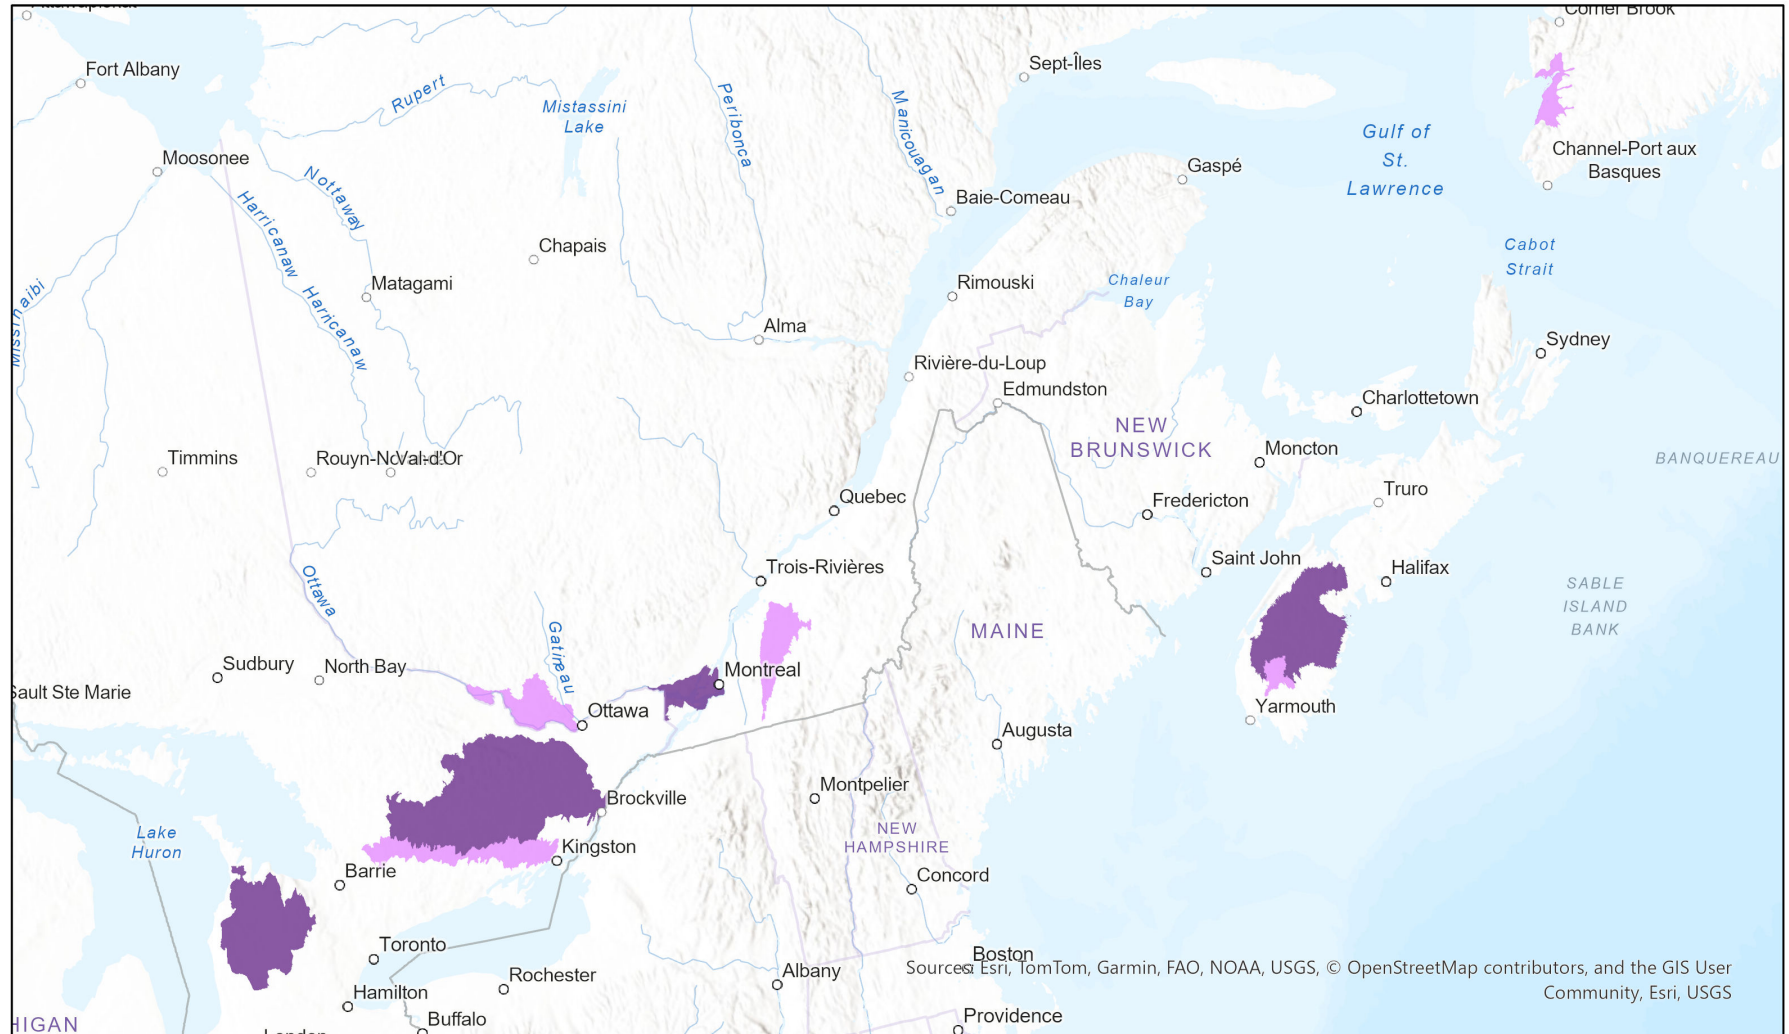 Corner Brook
Fort Albany
Sept-Îles
Rupert
Mistassini
Lake
Peribonca
Manicouagan
Gulf of
St.
Lawrence
Channel-Port aux
Basques
Moosonee
Nottaway
Harricanaw
Gaspé
Baie-Comeau
Chapais
Cabot
Strait
Matagami
Harricanaw
Rimouski
Chaleur
Bay
Alma
Sydney
Rivière-du-Loup
Edmundston
Charlottetown
NEW
BRUNSWICK
Moncton
BANQUEREAU
Timmins
Val-d'Or
Quebec
Truro
Fredericton
Ottawa
Trois-Rivières
Saint John
Halifax
SABLE
ISLAND
BANK
Gatineau
MAINE
Sudbury
North Bay
Montreal
Sault Ste Marie
Ottawa
Yarmouth
Augusta
Montpelier
Brockville
Lake
Huron
NEW
HAMPSHIRE
Kingston
Barrie
Concord
Toronto
Boston
Rochester
Albany
Sources: Esri, TomTom, Garmin, FAO, NOAA, USGS, © OpenStreetMap contributors, and the GIS User
Community, Esri, USGS
Hamilton
Buffalo
Providence
HIGAN